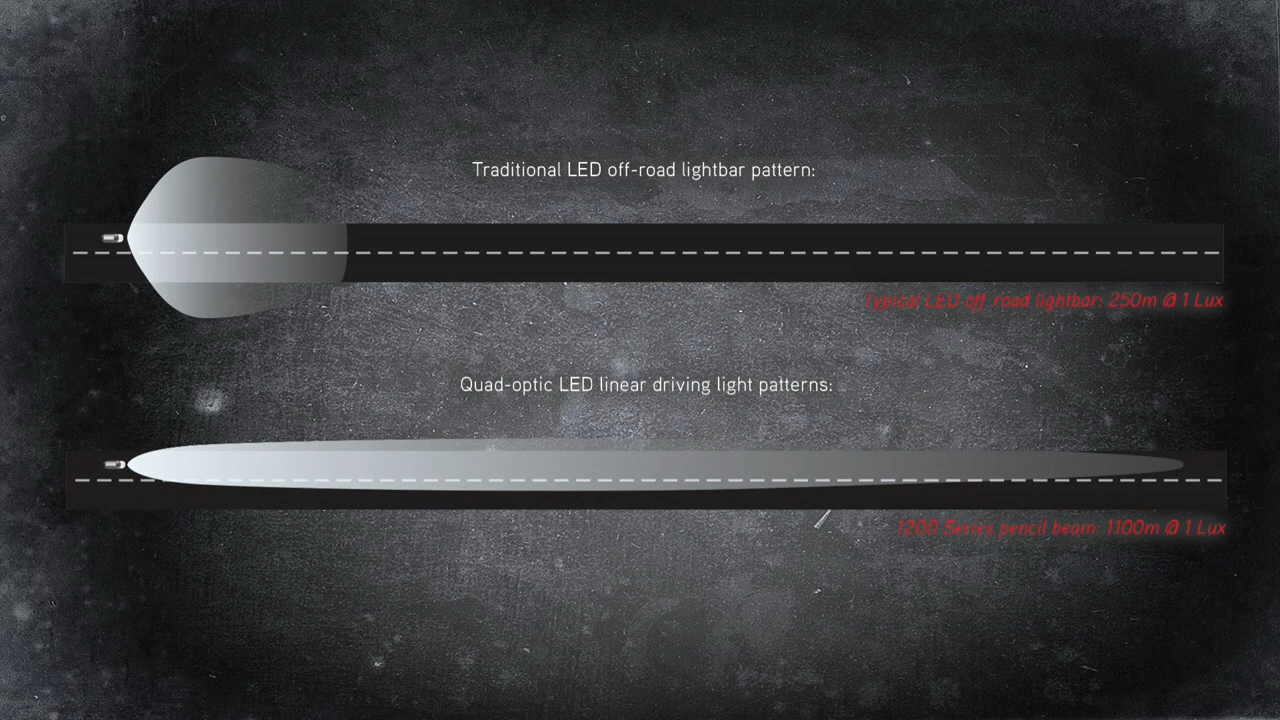 Traditional LED off-road lightbar pattern:
Typical LED off-road lightbar: 250m @ 1 Lux
Quad-optic LED linear driving light patterns:
1200 Series pencil beam: 1100m @ 1 Lux